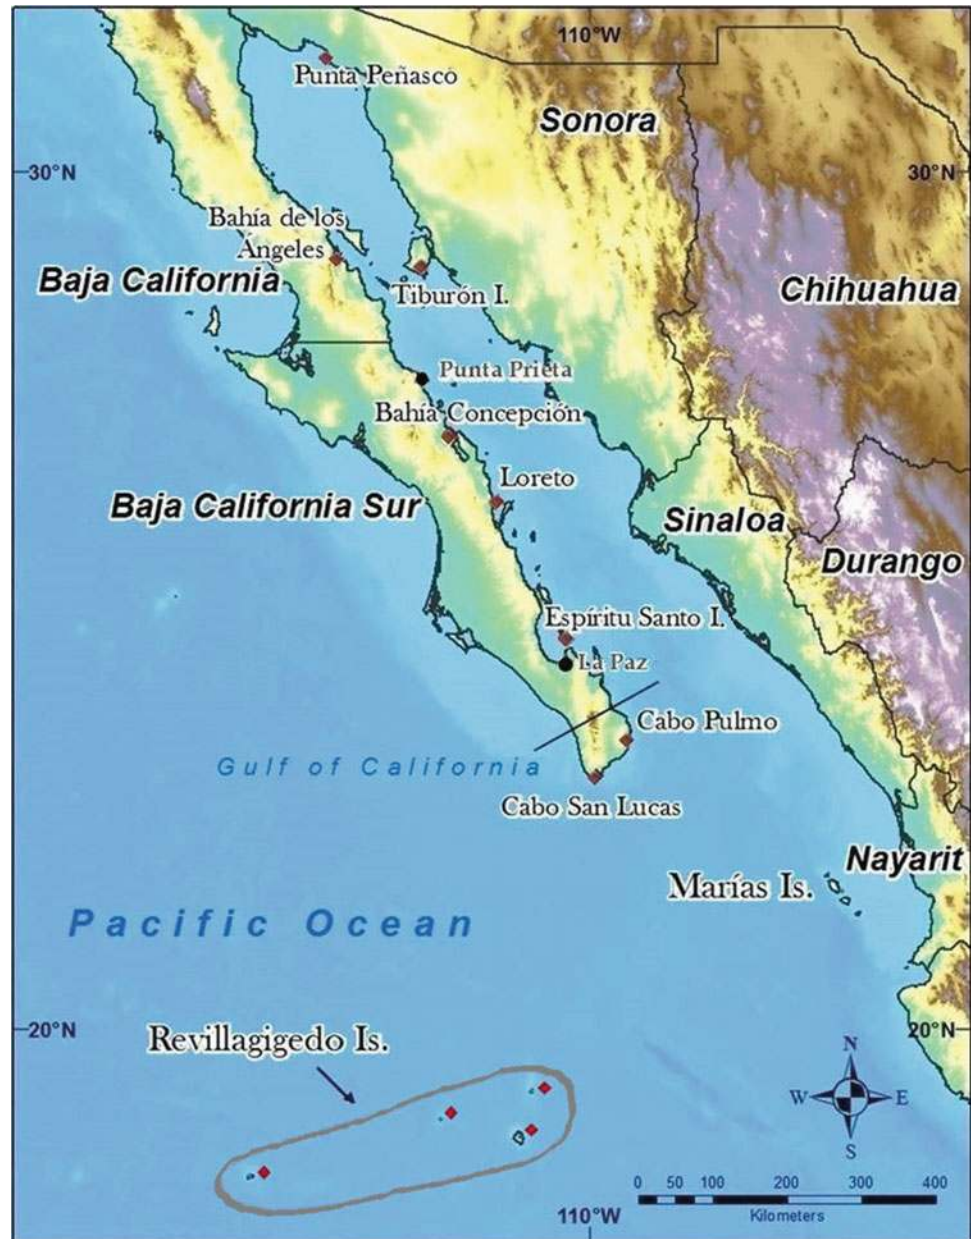 110°W
Punta Peñasco
Sonora
30°N
30°N
Bahía de los
Ángeles
Baja California
Tiburón I.
Chihuahua
Punta Prieta
Bahía Concepción
Loreto
Baja California Sur
Sinaloa
Durango
Espíritu Santo I.
La Paz
Cabo Pulmo
Gulf of California
Cabo San Lucas
Nayarit
Marías Is.
Pacific Ocean
20°N
20°N
Revillagigedo Is.
N
W
E
S
0 50 100 200 300 400
Kilometers
110°W